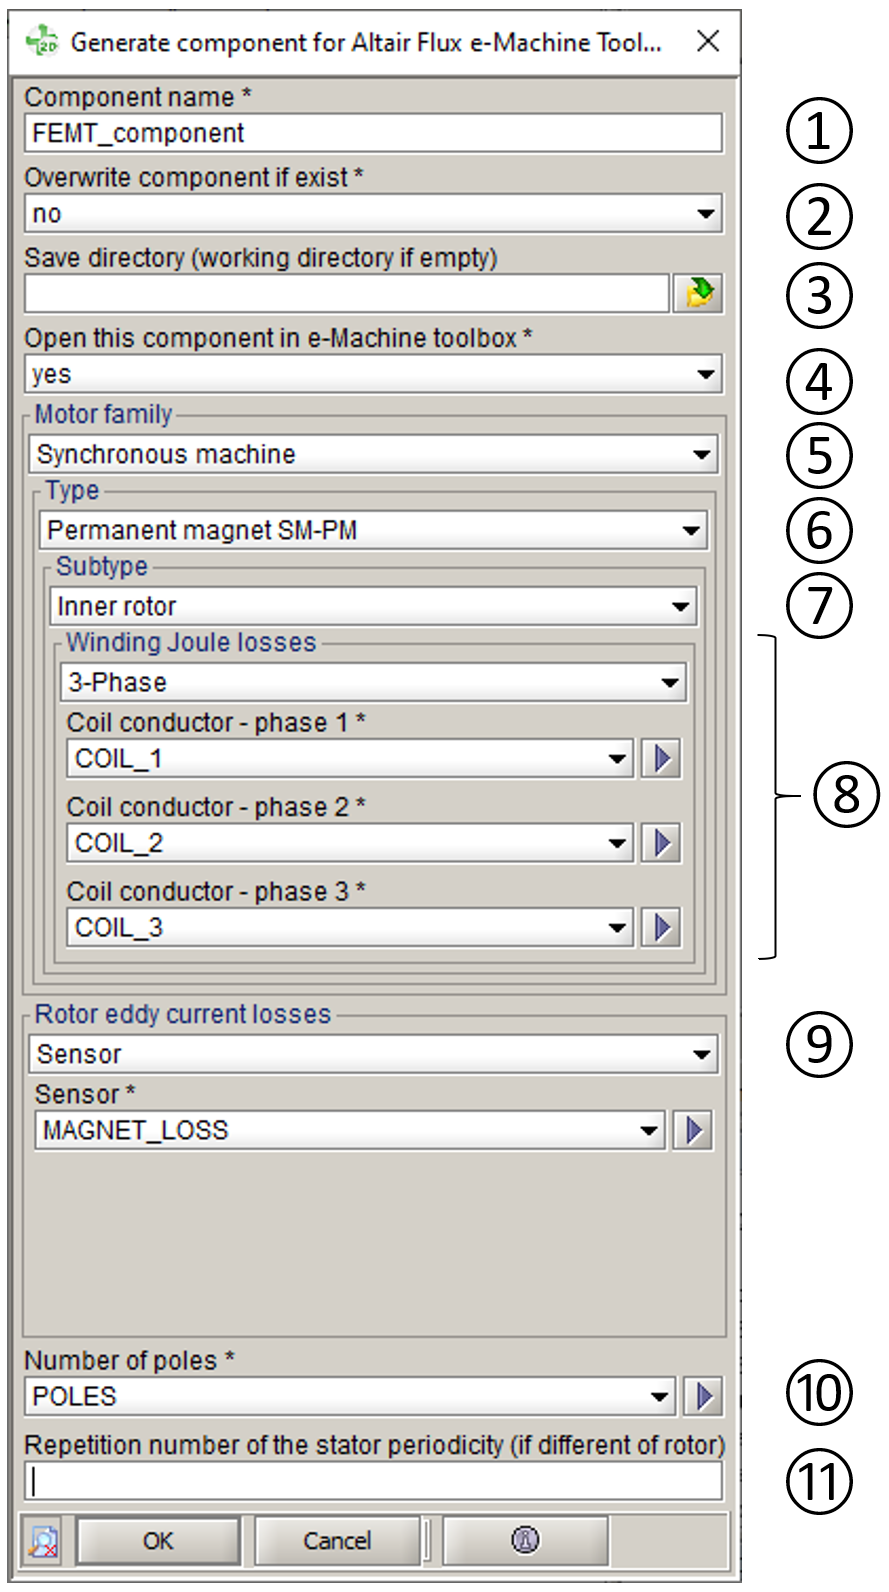 2D Generate component for Altair Flux e-Machine Tool...
Component name *
FEMT_component
1
Overwrite component if exist *
no
2
Save directory (working directory if empty)
3
Open this component in e-Machine toolbox *
yes
4
Motor family
Synchronous machine
5
Type
Permanent magnet SM-PM
6
Subtype
Inner rotor
7
Winding Joule losses
3-Phase
Coil conductor - phase 1 *
COIL_1
8
Coil conductor - phase 2 *
COIL_2
Coil conductor - phase 3 *
COIL_3
Rotor eddy current losses
Sensor
9
Sensor *
MAGNET_LOSS
Number of poles *
POLES
10
Repetition number of the stator periodicity (if different of rotor)
11
OK Cancel